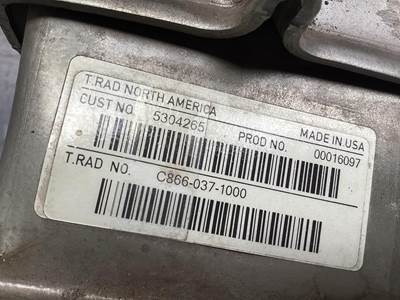 T.RAD NORTH AMERICA
CUST NO. 5304265 PROD NO. MADE IN USA
00016097
T.RAD NO. C866-037-1000